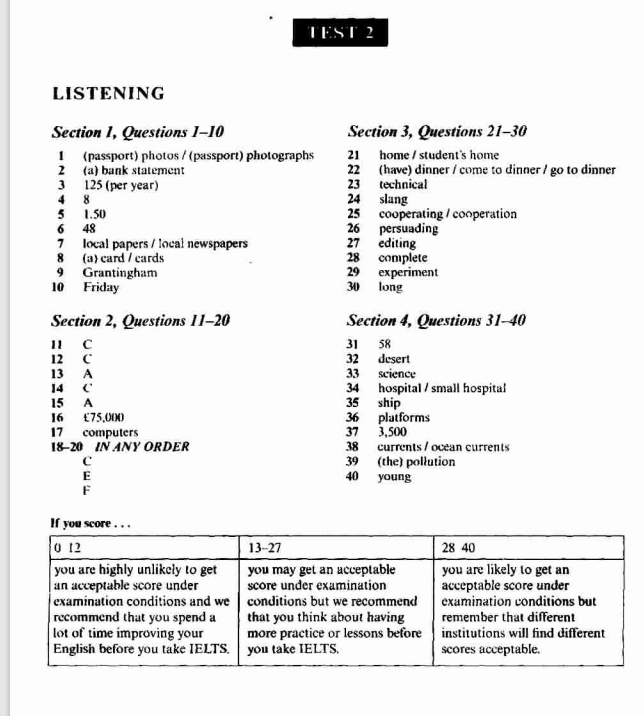 TEST 2
LISTENING
Section 1, Questions 1–10
1 (passport) photos / (passport) photographs
2 (a) bank statement
3 125 (per year)
4 8
5 1.50
6 48
7 local papers / local newspapers
8 (a) card / cards
9 Grantingham
10 Friday
Section 2, Questions 11–20
11 C
12 C
13 A
14 C
15 A
16 £75,000
17 computers
18–20 IN ANY ORDER
C
E
F
Section 3, Questions 21–30
21 home / student's home
22 (have) dinner / come to dinner / go to dinner
23 technical
24 slang
25 cooperating / cooperation
26 persuading
27 editing
28 complete
29 experiment
30 long
Section 4, Questions 31–40
31 58
32 desert
33 science
34 hospital / small hospital
35 ship
36 platforms
37 3,500
38 currents / ocean currents
39 (the) pollution
40 young
If you score . . .
0 12
you are highly unlikely to get
an acceptable score under
examination conditions and we
recommend that you spend a
lot of time improving your
English before you take IELTS.
13–27
you may get an acceptable
score under examination
conditions but we recommend
that you think about having
more practice or lessons before
you take IELTS.
28 40
you are likely to get an
acceptable score under
examination conditions but
remember that different
institutions will find different
scores acceptable.